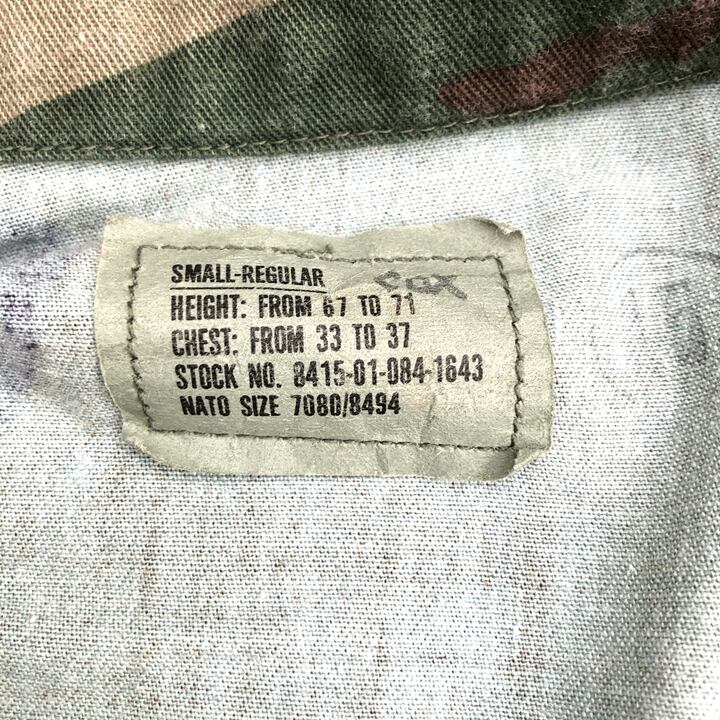 SMALL-REGULAR COX
HEIGHT: FROM 67 TO 71
CHEST: FROM 33 TO 37
STOCK NO. 8415-01-084-1643
NATO SIZE 7080/8494